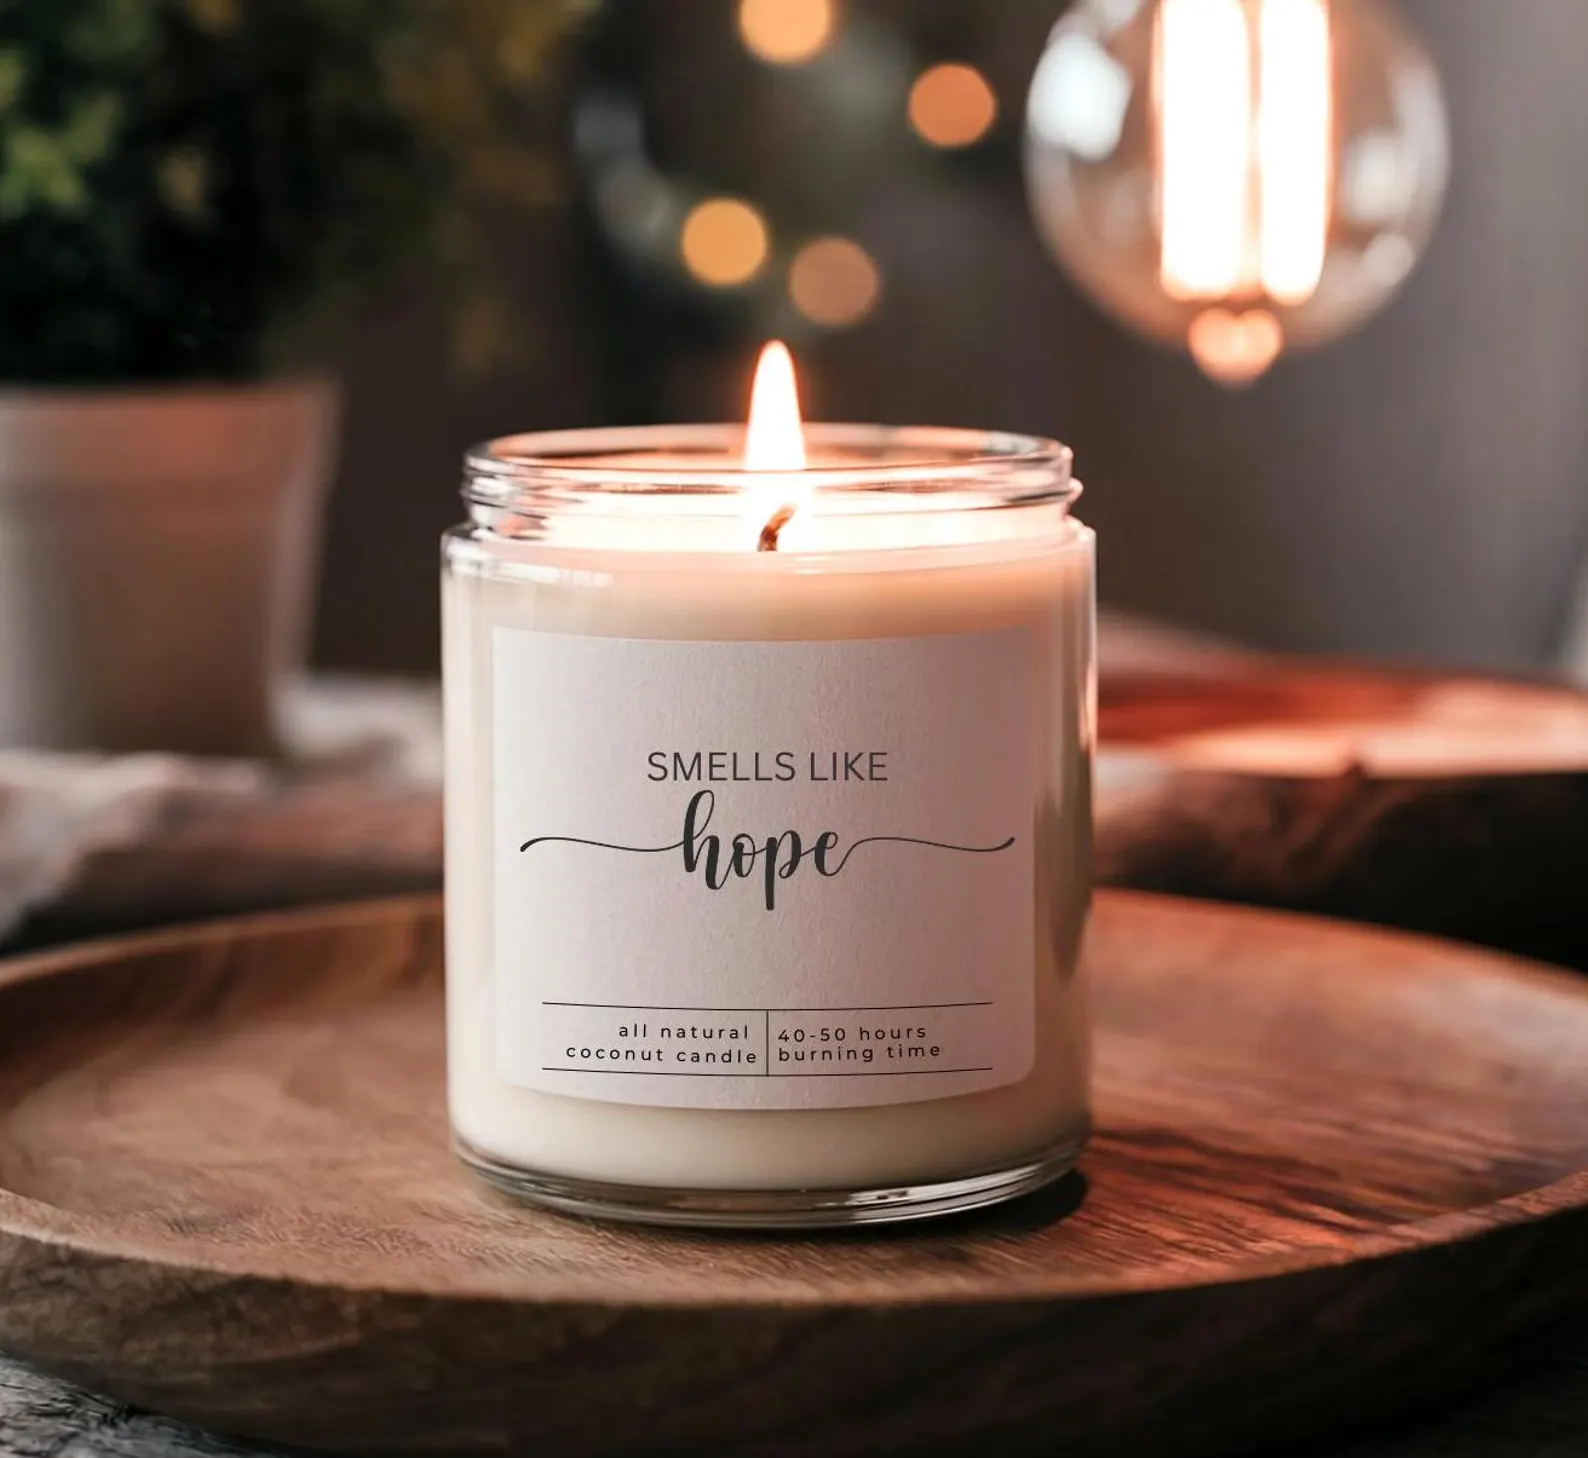 SMELLS LIKE
hope
all natural
coconut candle
40-50 hours
burning time